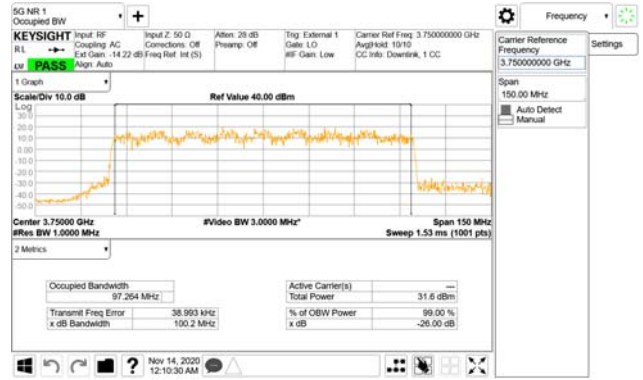 5G NR 1
Occupied BW
Frequency
KEYSIGHT
Input: RF
Input Z: 50 Ω
Atten: 28 dB
Trig: External 1
Carrier Ref Freq: 3.750000000 GHz
RL
Coupling: AC
Corrections: Off
Preamp: Off
Gate: LO
Avg|Hold: 10/10
Ext Gain: -14.22 dB
Freq Ref: Int (S)
#IF Gain: Low
CC Info: Downlink, 1 CC
PASS
Align: Auto
Carrier Reference
Frequency
3.750000000 GHz
Settings
Span
150.00 MHz
Auto Detect
Manual
1 Graph
Scale/Div 10.0 dB
Ref Value 40.00 dBm
Log
30.0
20.0
10.0
0.00
-10.0
-20.0
-30.0
-40.0
-50.0
Center 3.75000 GHz
#Video BW 3.0000 MHz*
Span 150 MHz
#Res BW 1.0000 MHz
Sweep 1.53 ms (1001 pts)
2 Metrics
Occupied Bandwidth
97.264 MHz
Active Carrier(s)
---
Total Power
31.6 dBm
Transmit Freq Error
38.993 kHz
% of OBW Power
99.00 %
x dB Bandwidth
100.2 MHz
x dB
-26.00 dB
?
Nov 14, 2020
12:10:30 AM